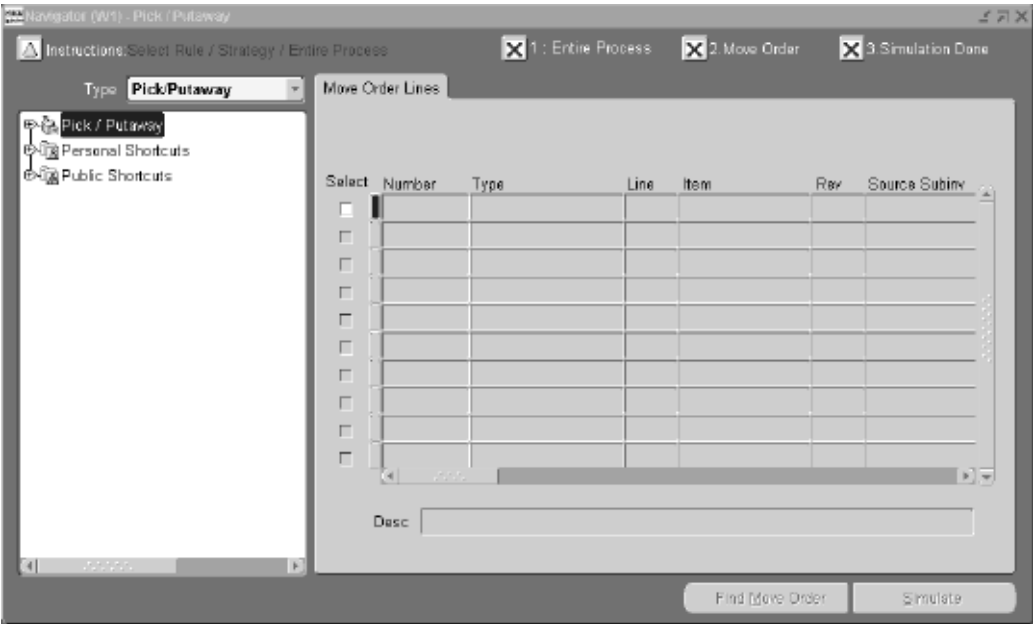 Navigator (W1) - Pick / Putaway
Instructions:Select Rule / Strategy / Entire Process
1 : Entire Process
2.Move Order
3.Simulation Done
Type Pick/Putaway
Move Order Lines
Pick / Putaway
Personal Shortcuts
Public Shortcuts
Select Number Type Line Item Rev Source Subinv
Desc
Find Move Order
Simulate